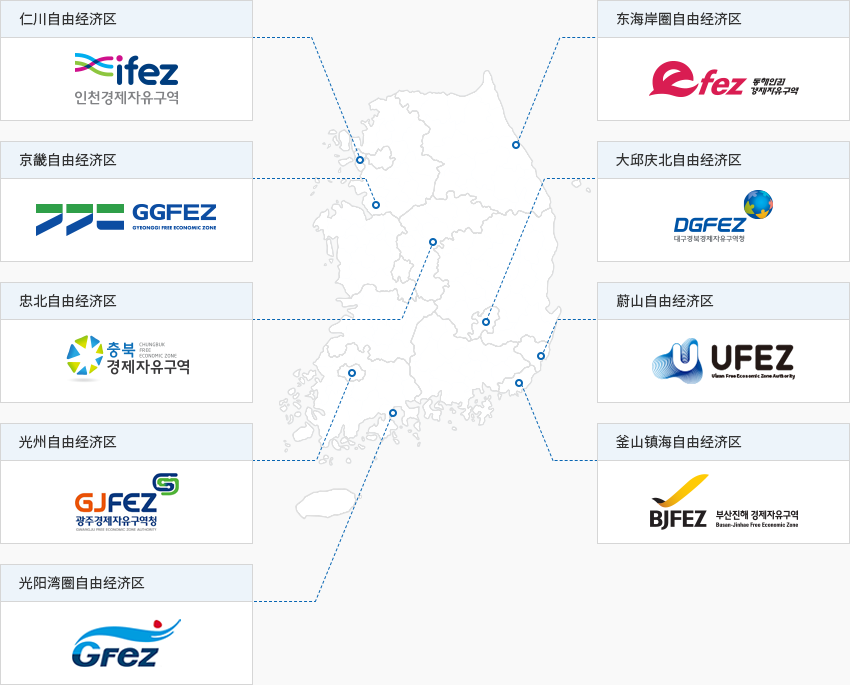 仁川自由经济区
ifez
인천경제자유구역
京畿自由经济区
GGFEZ
GYEONGGI FREE ECONOMIC ZONE
忠北自由经济区
충북
CHUNGBUK
FREE
ECONOMIC ZONE
경제자유구역
光州自由经济区
GJFEZ
광주경제자유구역청
GWANGJU FREE ECONOMIC ZONE AUTHORITY
光阳湾圈自由经济区
GFEZ
东海岸圈自由经济区
efez
동해안권
경제자유구역
大邱庆北自由经济区
DGFEZ
대구경북경제자유구역청
蔚山自由经济区
UFEZ
Ulsan Free Economic Zone Authority
釜山镇海自由经济区
BJFEZ
부산진해 경제자유구역
Busan-Jinhae Free Economic Zone